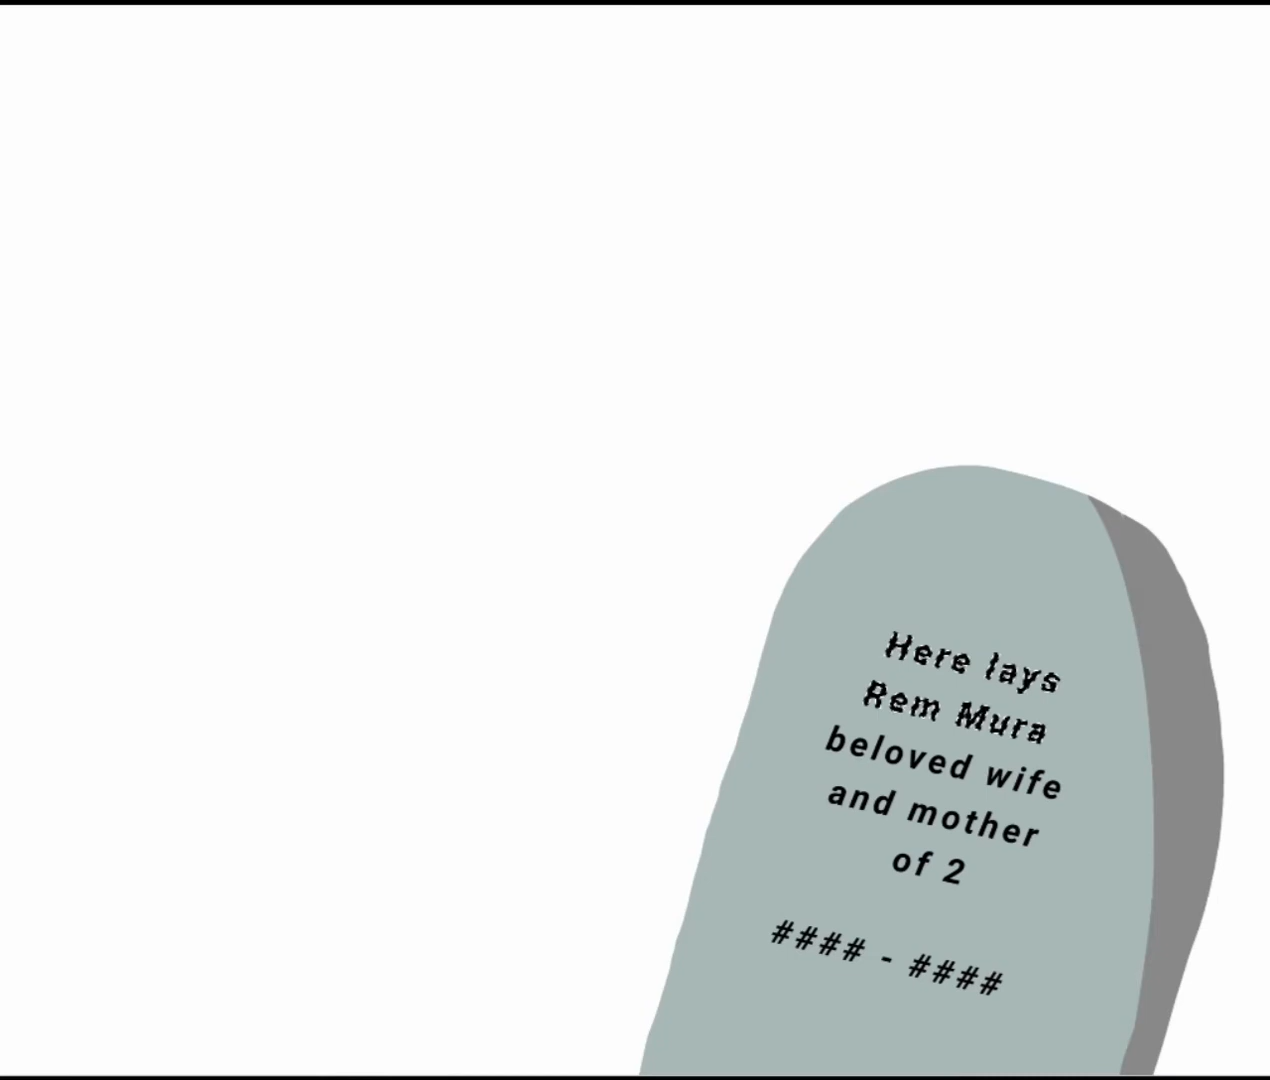 Here lays
Rem Mura
beloved wife
and mother
of 2
#### - ####